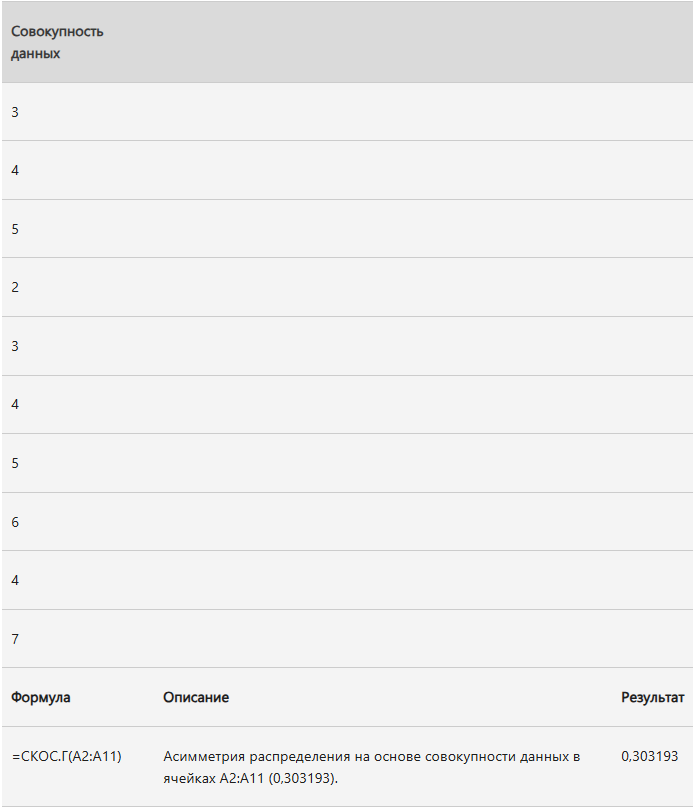 Совокупность
данных
3
4
5
2
3
4
5
6
4
7
Формула Описание Результат
=СКОС.Г(A2:A11) Асимметрия распределения на основе совокупности данных в 0,303193
ячейках A2:A11 (0,303193).